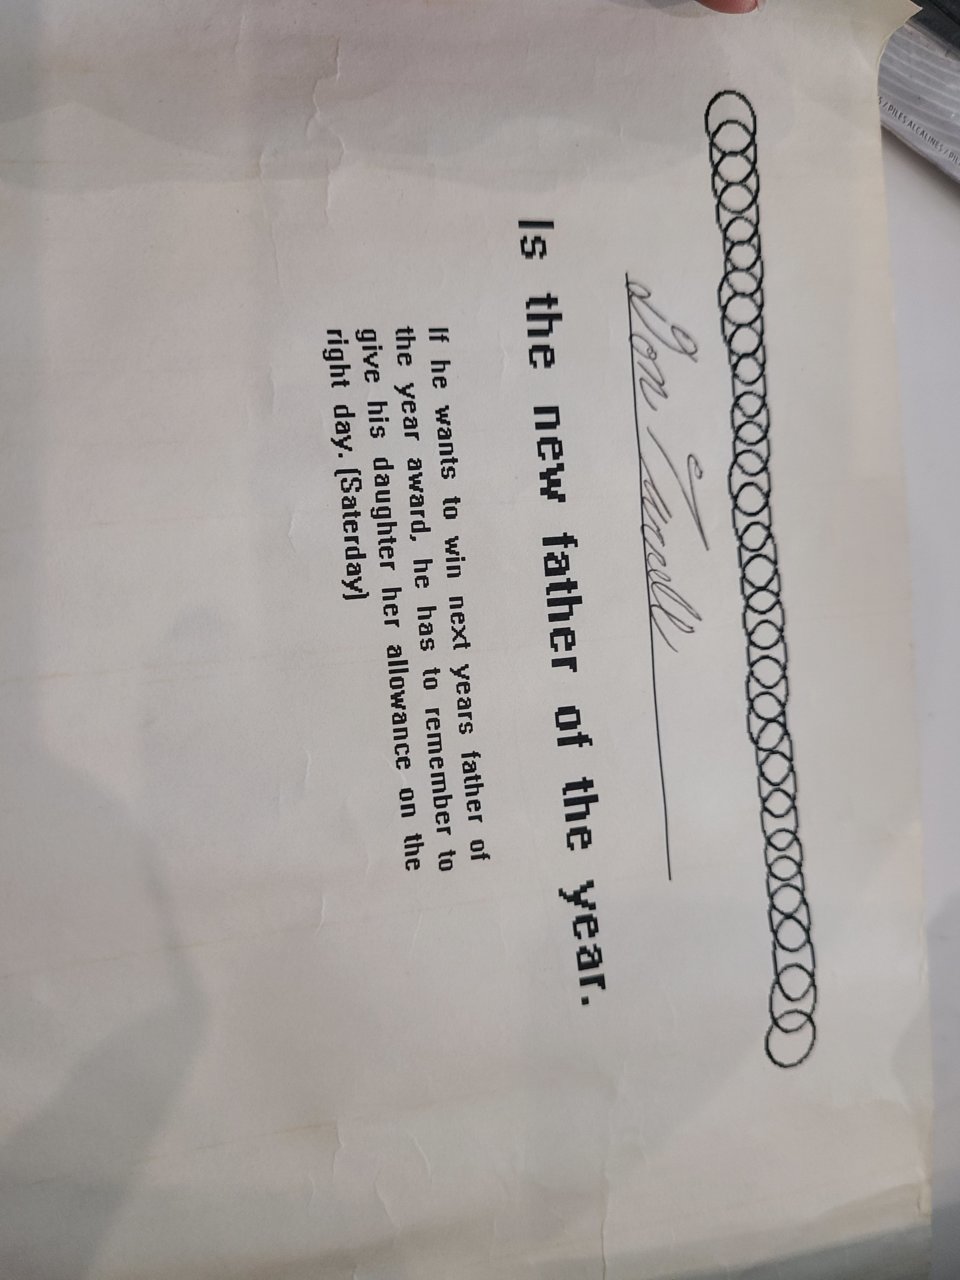 Don
Is the new father of the year.
If he wants to win next years father of
the year award, he has to remember to
give his daughter her allowance on the
right day. (Saterday)
/ PILES ALCALINES /